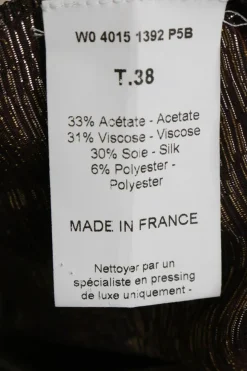 W0 4015 1392 P5B
T.38
33% Acétate - Acetate
31% Viscose - Viscose
30% Soie - Silk
6% Polyester -
Polyester
MADE IN FRANCE
Nettoyer par un
spécialiste en pressing
de luxe uniquement -